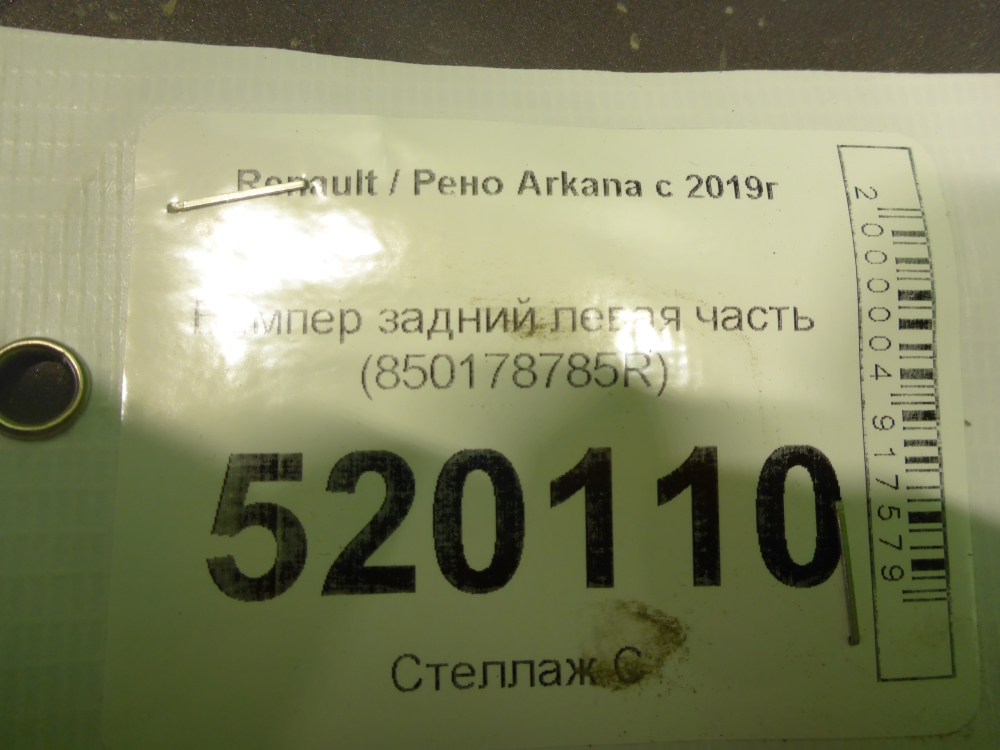 Renault / Рено Arkana с 2019г
Бампер задний левая часть
(850178785R)
520110
Стеллаж С
2000004917579